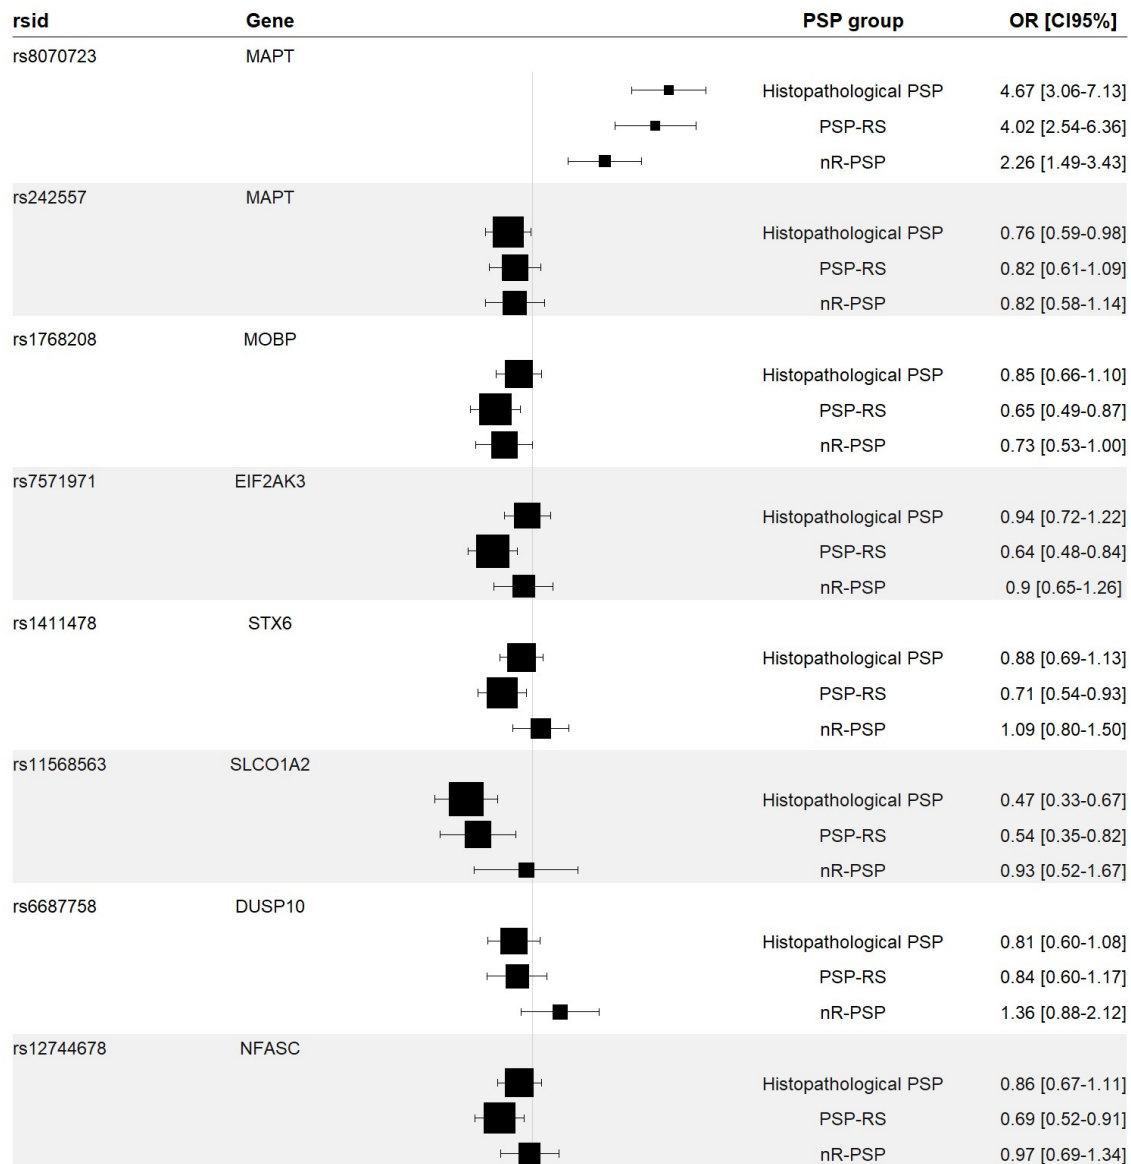 rsid Gene PSP group OR [CI95%]
rs8070723 MAPT
Histopathological PSP 4.67 [3.06-7.13]
PSP-RS 4.02 [2.54-6.36]
nR-PSP 2.26 [1.49-3.43]
rs242557 MAPT
Histopathological PSP 0.76 [0.59-0.98]
PSP-RS 0.82 [0.61-1.09]
nR-PSP 0.82 [0.58-1.14]
rs1768208 MOBP
Histopathological PSP 0.85 [0.66-1.10]
PSP-RS 0.65 [0.49-0.87]
nR-PSP 0.73 [0.53-1.00]
rs7571971 EIF2AK3
Histopathological PSP 0.94 [0.72-1.22]
PSP-RS 0.64 [0.48-0.84]
nR-PSP 0.9 [0.65-1.26]
rs1411478 STX6
Histopathological PSP 0.88 [0.69-1.13]
PSP-RS 0.71 [0.54-0.93]
nR-PSP 1.09 [0.80-1.50]
rs11568563 SLCO1A2
Histopathological PSP 0.47 [0.33-0.67]
PSP-RS 0.54 [0.35-0.82]
nR-PSP 0.93 [0.52-1.67]
rs6687758 DUSP10
Histopathological PSP 0.81 [0.60-1.08]
PSP-RS 0.84 [0.60-1.17]
nR-PSP 1.36 [0.88-2.12]
rs12744678 NFASC
Histopathological PSP 0.86 [0.67-1.11]
PSP-RS 0.69 [0.52-0.91]
nR-PSP 0.97 [0.69-1.34]